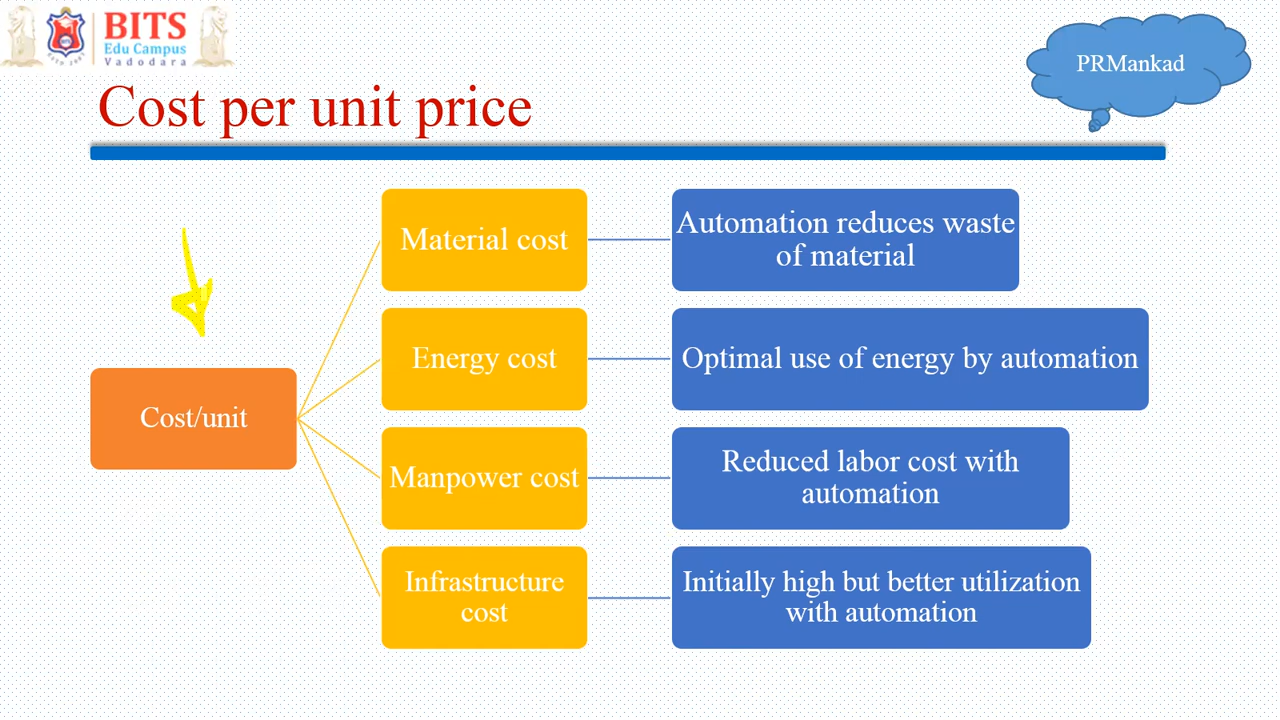 BITS
Edu Campus
Vadodara
PRMankad
Cost per unit price
Cost/unit
Material cost
Automation reduces waste
of material
Energy cost
Optimal use of energy by automation
Manpower cost
Reduced labor cost with
automation
Infrastructure
cost
Initially high but better utilization
with automation